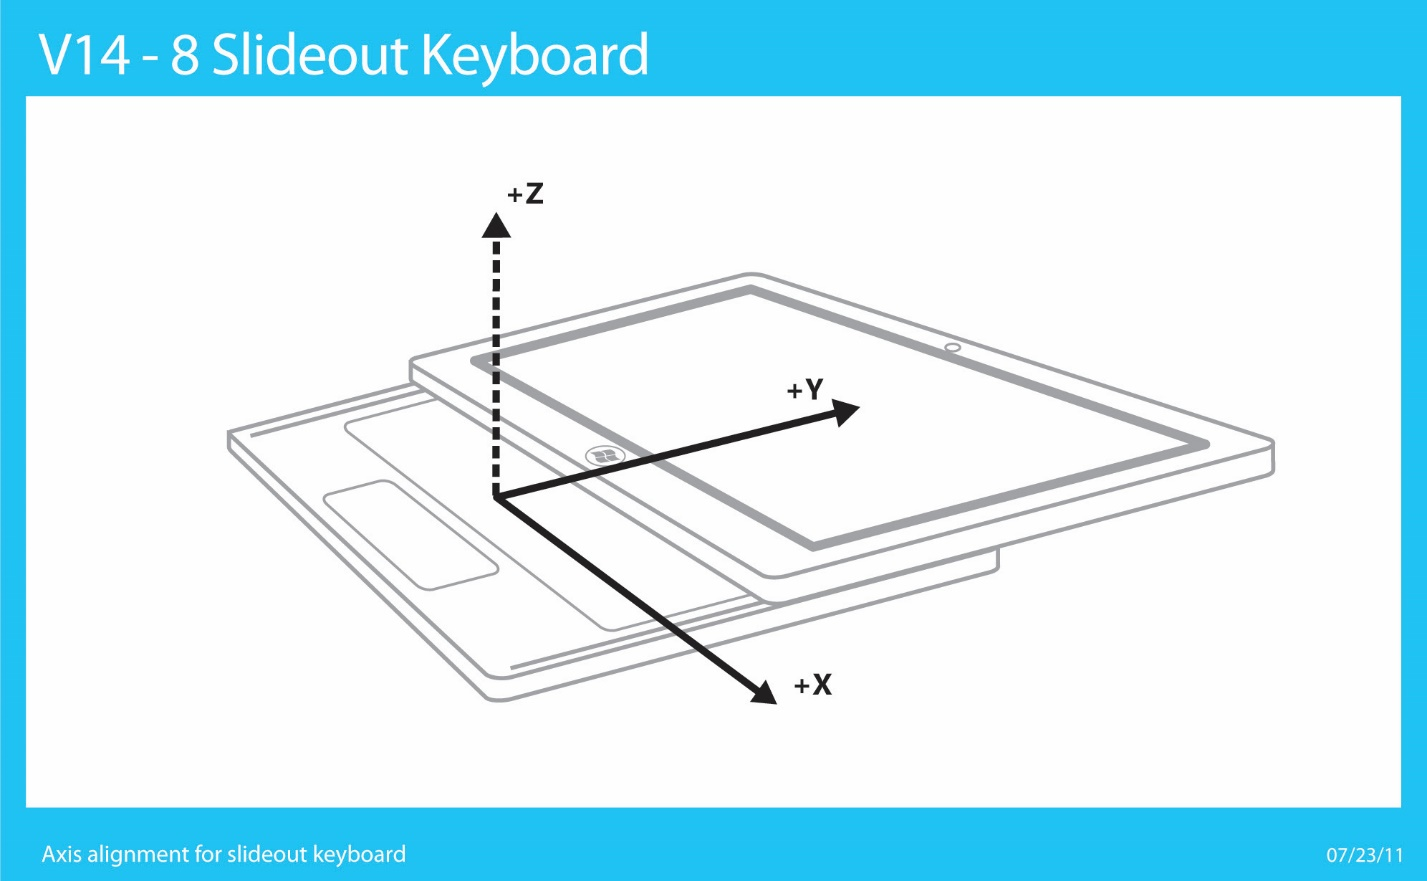 V14 - 8 Slideout Keyboard
+Z
+Y
+X
Axis alignment for slideout keyboard
07/23/11